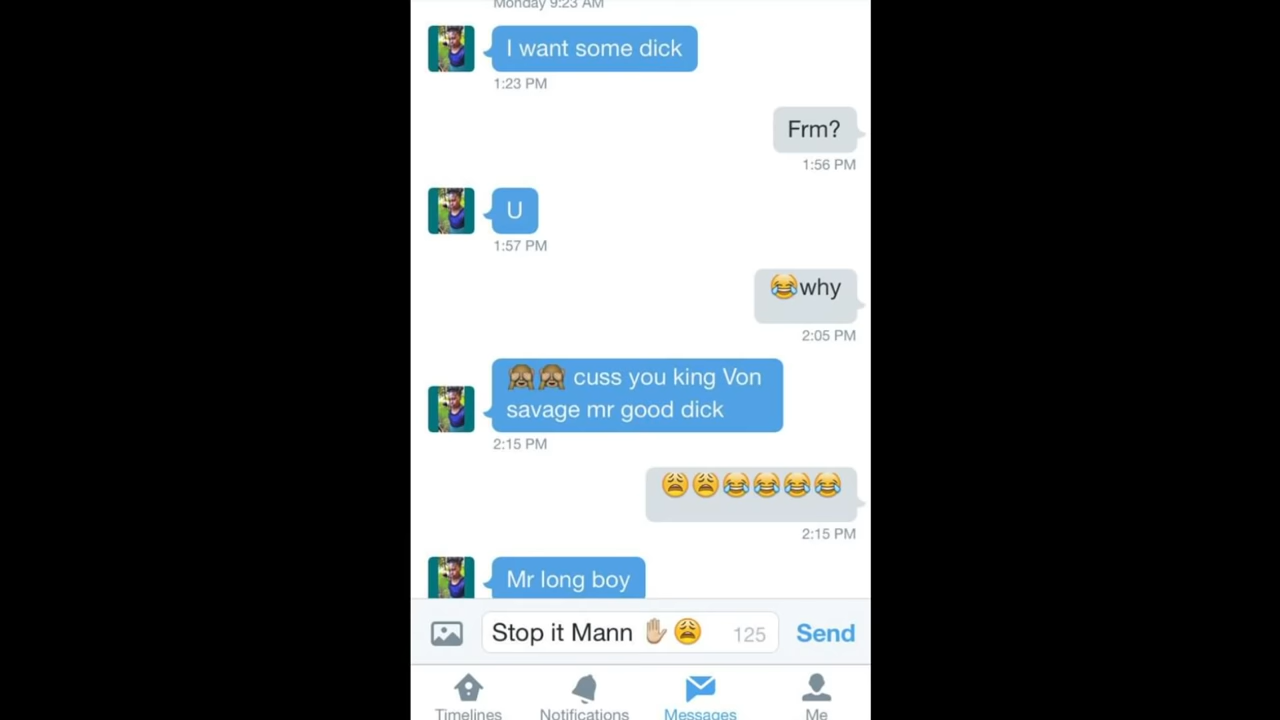 Monday 9:23 AM
I want some dick
1:23 PM
Frm?
1:56 PM
U
1:57 PM
😂why
2:05 PM
🙈🙈 cuss you king Von
savage mr good dick
2:15 PM
😩😩😂😂😂😂
2:15 PM
Mr long boy
Stop it Mann ✋🏼😩 125 Send
Timelines Notifications Messages Me